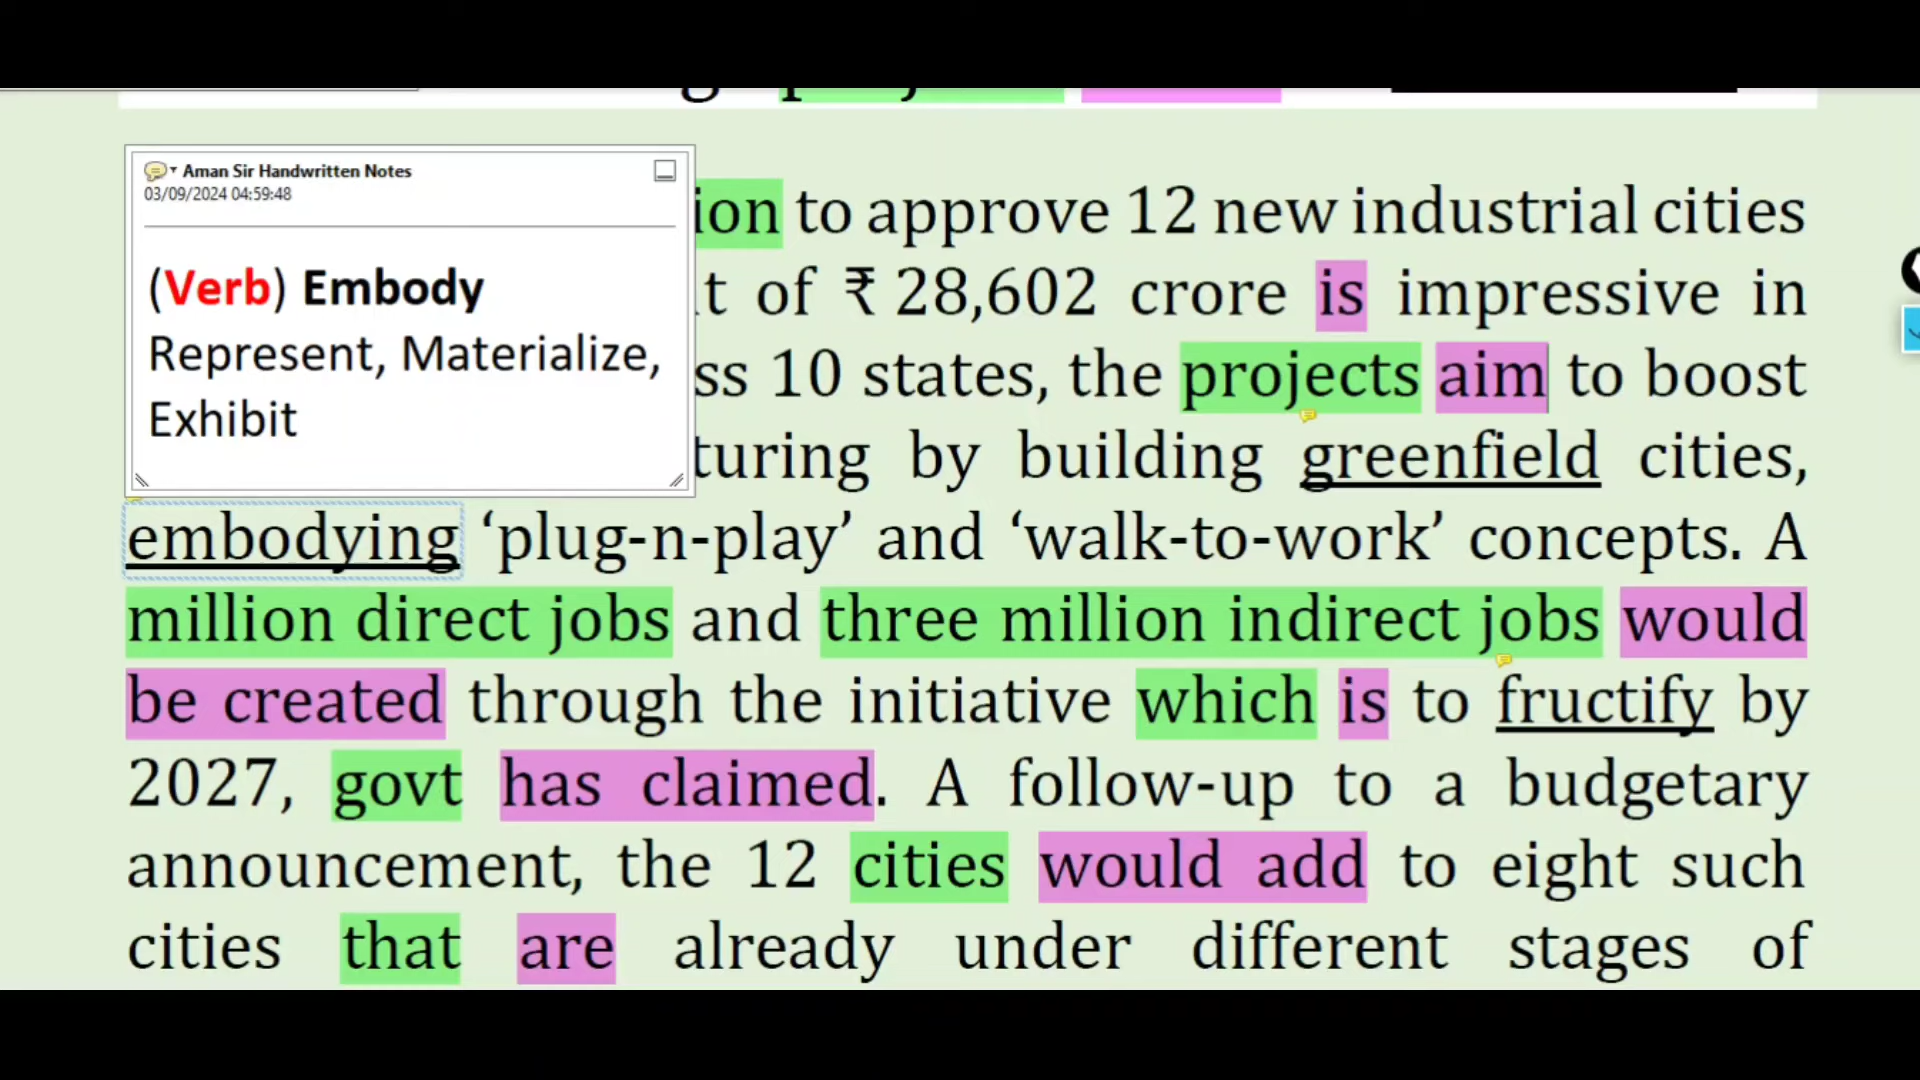 Aman Sir Handwritten Notes
03/09/2024 04:59:48
(Verb) Embody
Represent, Materialize,
Exhibit
ion to approve 12 new industrial cities
t of ₹ 28,602 crore is impressive in
ss 10 states, the projects aim to boost
turing by building greenfield cities,
embodying ‘plug-n-play’ and ‘walk-to-work’ concepts. A
million direct jobs and three million indirect jobs would
be created through the initiative which is to fructify by
2027, govt has claimed. A follow-up to a budgetary
announcement, the 12 cities would add to eight such
cities that are already under different stages of